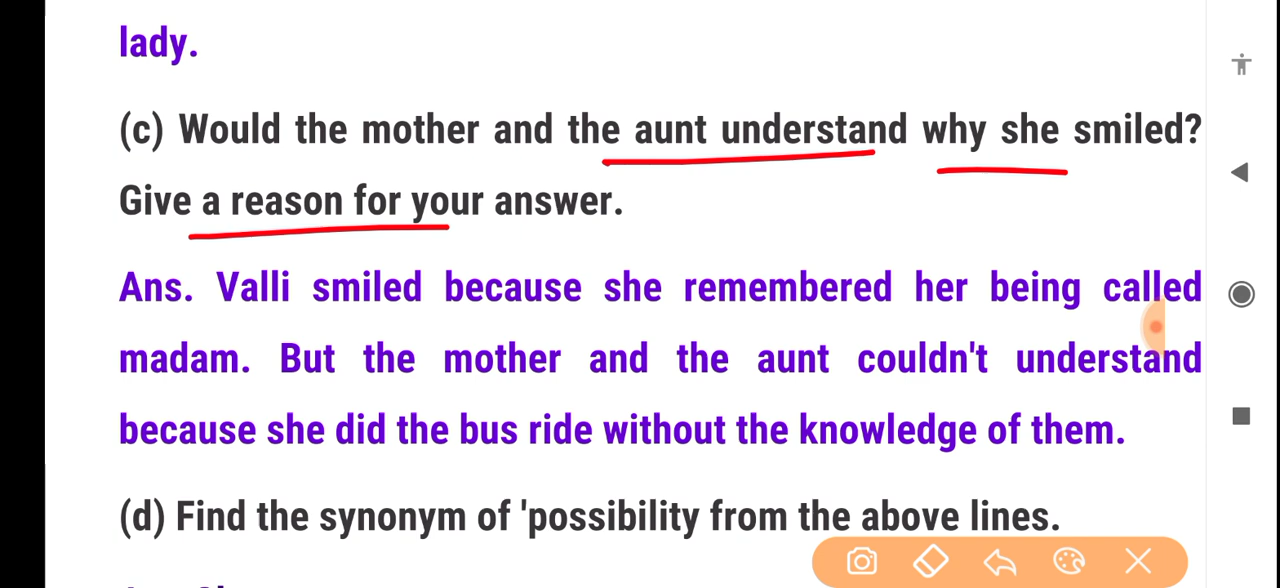 lady.
(c) Would the mother and the aunt understand why she smiled?
Give a reason for your answer.
Ans. Valli smiled because she remembered her being called
madam. But the mother and the aunt couldn't understand
because she did the bus ride without the knowledge of them.
(d) Find the synonym of 'possibility from the above lines.